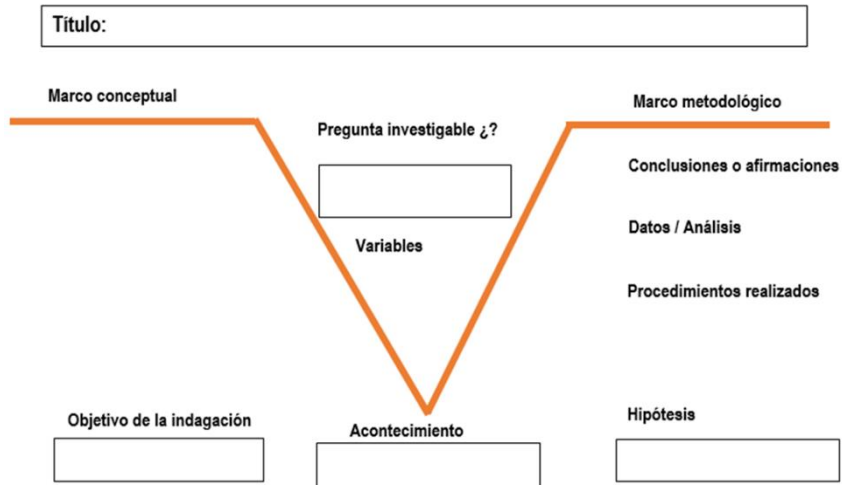 Título:
Marco conceptual
Marco metodológico
Pregunta investigable ¿?
Conclusiones o afirmaciones
Variables
Datos / Análisis
Procedimientos realizados
Objetivo de la indagación
Acontecimiento
Hipótesis